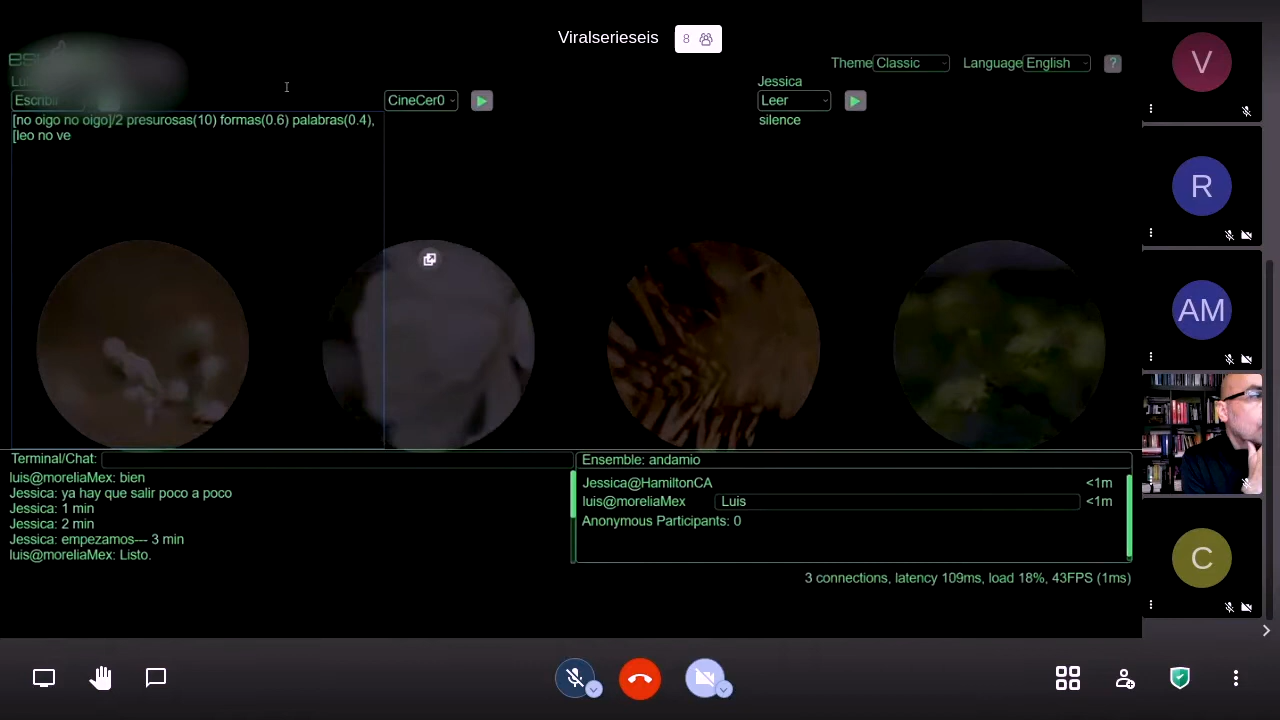 Viralserieseis
8
Theme Classic
Language English
?
Jessica
CineCer0
Leer
silence
[no oigo no oigo]/2 presurosas(10) formas(0.6) palabras(0.4),
[leo no ve
Terminal/Chat:
luis@moreliaMex: bien
Jessica: ya hay que salir poco a poco
Jessica: 1 min
Jessica: 2 min
Jessica: empezamos--- 3 min
luis@moreliaMex: Listo.
Ensemble: andamio
Jessica@HamiltonCA <1m
luis@moreliaMex Luis <1m
Anonymous Participants: 0
3 connections, latency 109ms, load 18%, 43FPS (1ms)
V
R
AM
C